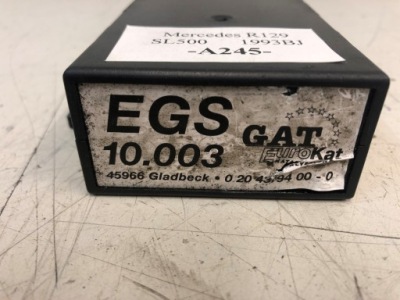 Mercedes R129
SL500 1993BJ
-A245-
EGS GAT
10.003 EuroKat
45966 Gladbeck • 0 20 43/94 00 - 0